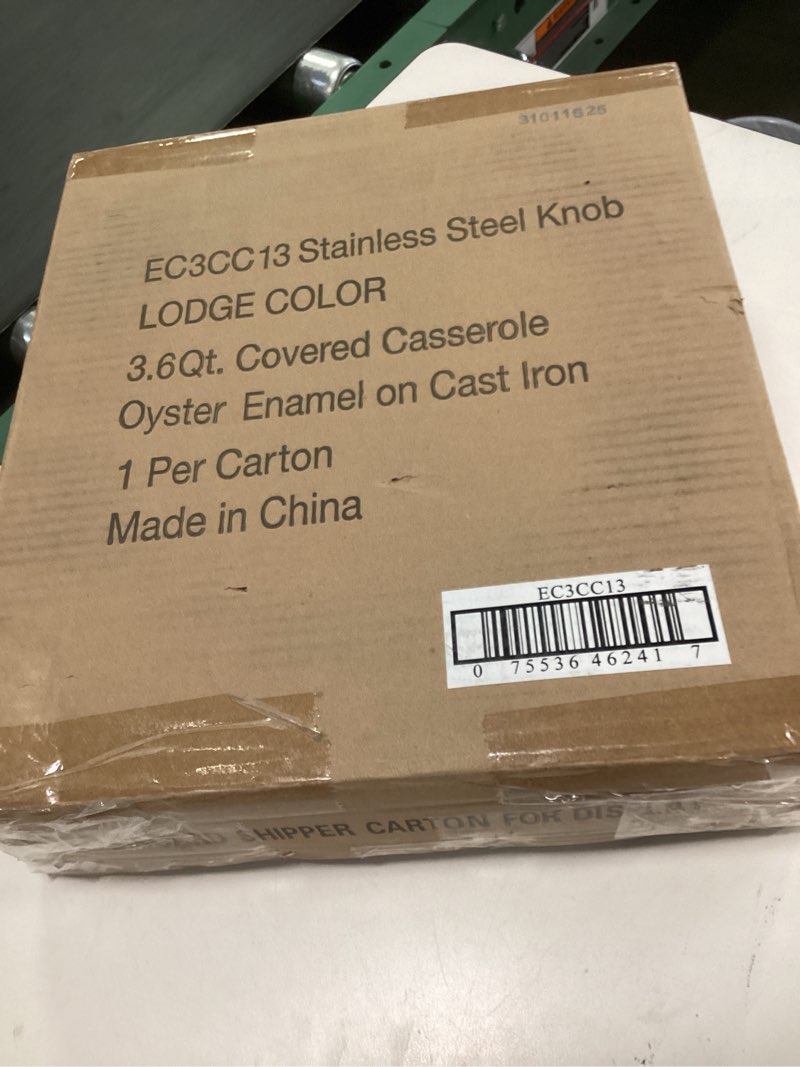 31011625
EC3CC13 Stainless Steel Knob
LODGE COLOR
3.6Qt. Covered Casserole
Oyster Enamel on Cast Iron
1 Per Carton
Made in China
EC3CC13
0 75536 46241 7
SHIPPER CARTON FOR